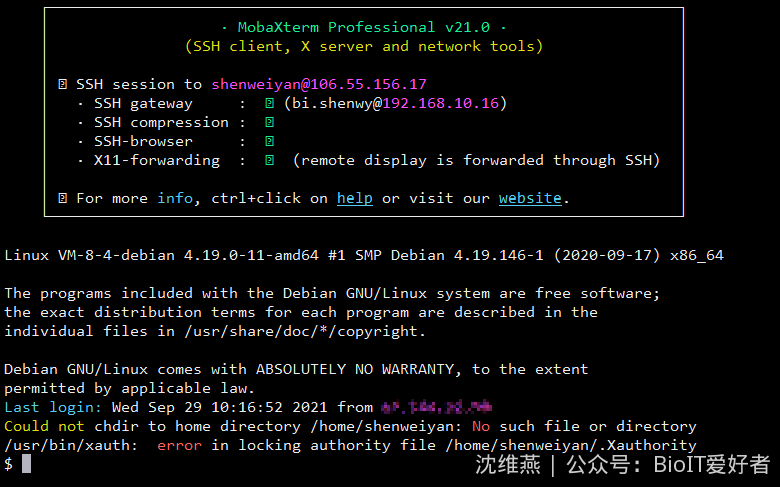 · MobaXterm Professional v21.0 ·
(SSH client, X server and network tools)
SSH session to shenweiyan@106.55.156.17
· SSH gateway : (bi.shenwy@192.168.10.16)
· SSH compression :
· SSH-browser :
· X11-forwarding : (remote display is forwarded through SSH)
For more info, ctrl+click on help or visit our website.
Linux VM-8-4-debian 4.19.0-11-amd64 #1 SMP Debian 4.19.146-1 (2020-09-17) x86_64
The programs included with the Debian GNU/Linux system are free software;
the exact distribution terms for each program are described in the
individual files in /usr/share/doc/*/copyright.
Debian GNU/Linux comes with ABSOLUTELY NO WARRANTY, to the extent
permitted by applicable law.
Last login: Wed Sep 29 10:16:52 2021 from
Could not chdir to home directory /home/shenweiyan: No such file or directory
/usr/bin/xauth:  error in locking authority file /home/shenweiyan/.Xauthority
$
沈维燕 | 公众号：BioIT爱好者